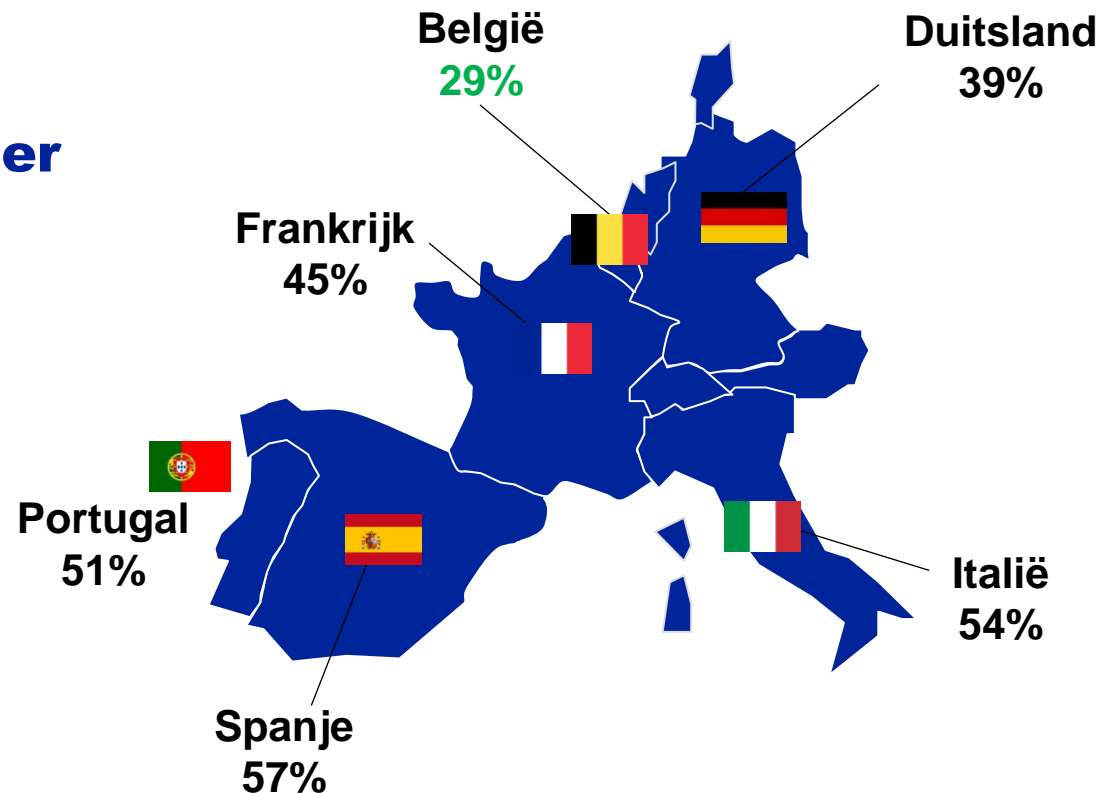 België
29%
Duitsland
39%
er
Frankrijk
45%
Portugal
51%
Italië
54%
Spanje
57%